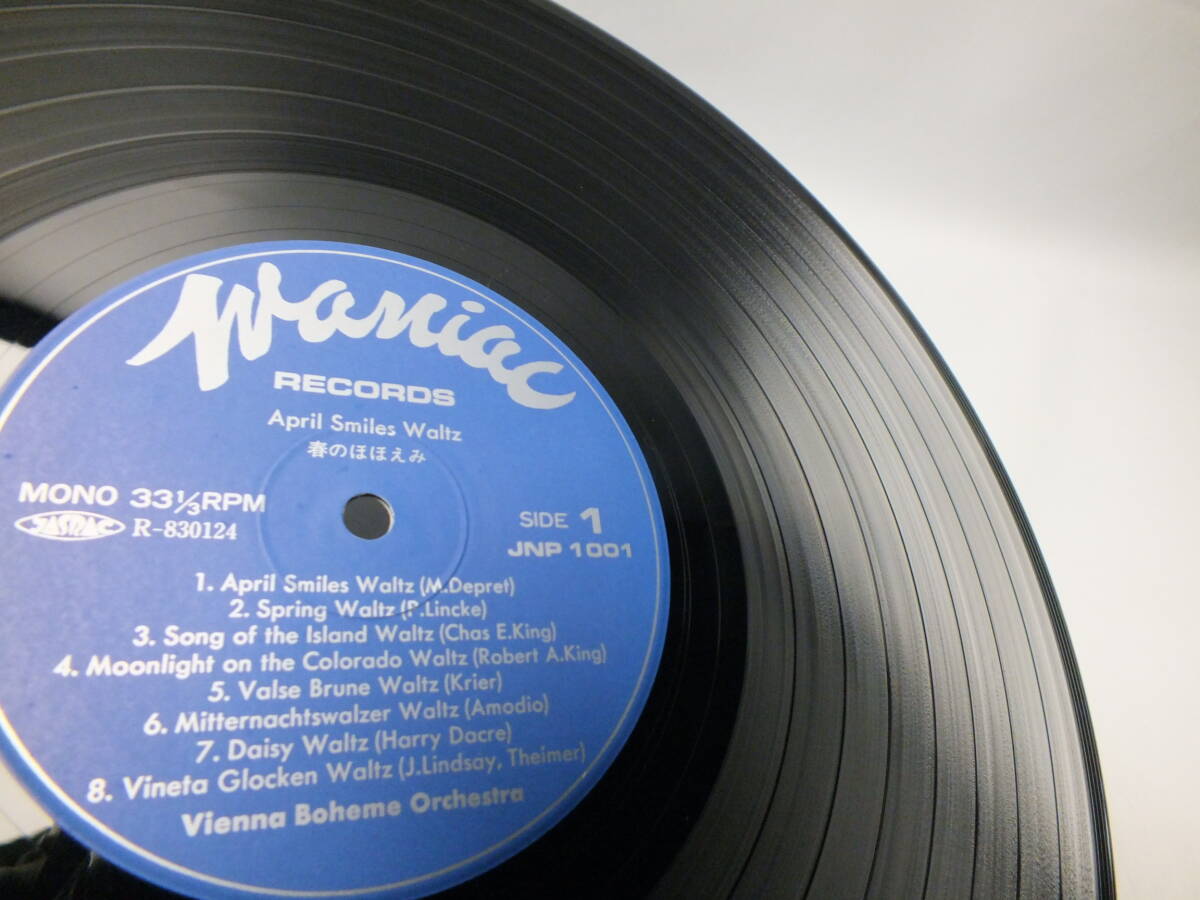 Waniac
RECORDS
April Smiles Waltz
春のほほえみ
MONO 33⅓RPM
JASRAC R-830124
SIDE 1
JNP 1001
1. April Smiles Waltz (M.Depret)
2. Spring Waltz (P.Lincke)
3. Song of the Island Waltz (Chas E.King)
4. Moonlight on the Colorado Waltz (Robert A.King)
5. Valse Brune Waltz (Krier)
6. Mitternachtswalzer Waltz (Amodio)
7. Daisy Waltz (Harry Dacre)
8. Vineta Glocken Waltz (J.Lindsay, Theimer)
Vienna Boheme Orchestra